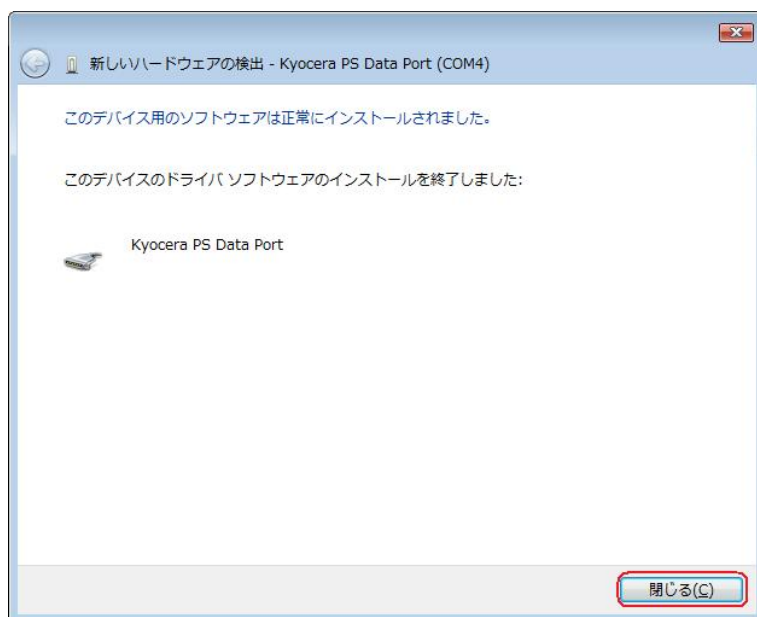 新しいハードウェアの検出 - Kyocera PS Data Port (COM4)
このデバイス用のソフトウェアは正常にインストールされました。
このデバイスのドライバ ソフトウェアのインストールを終了しました:
Kyocera PS Data Port
閉じる(C)